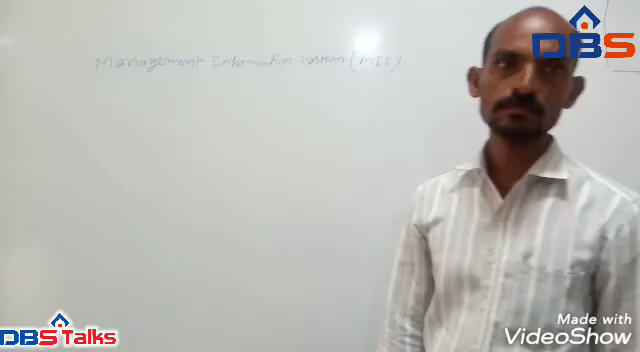 DBS
Management Information system (MIS)
Made with
VideoShow
DBS Talks